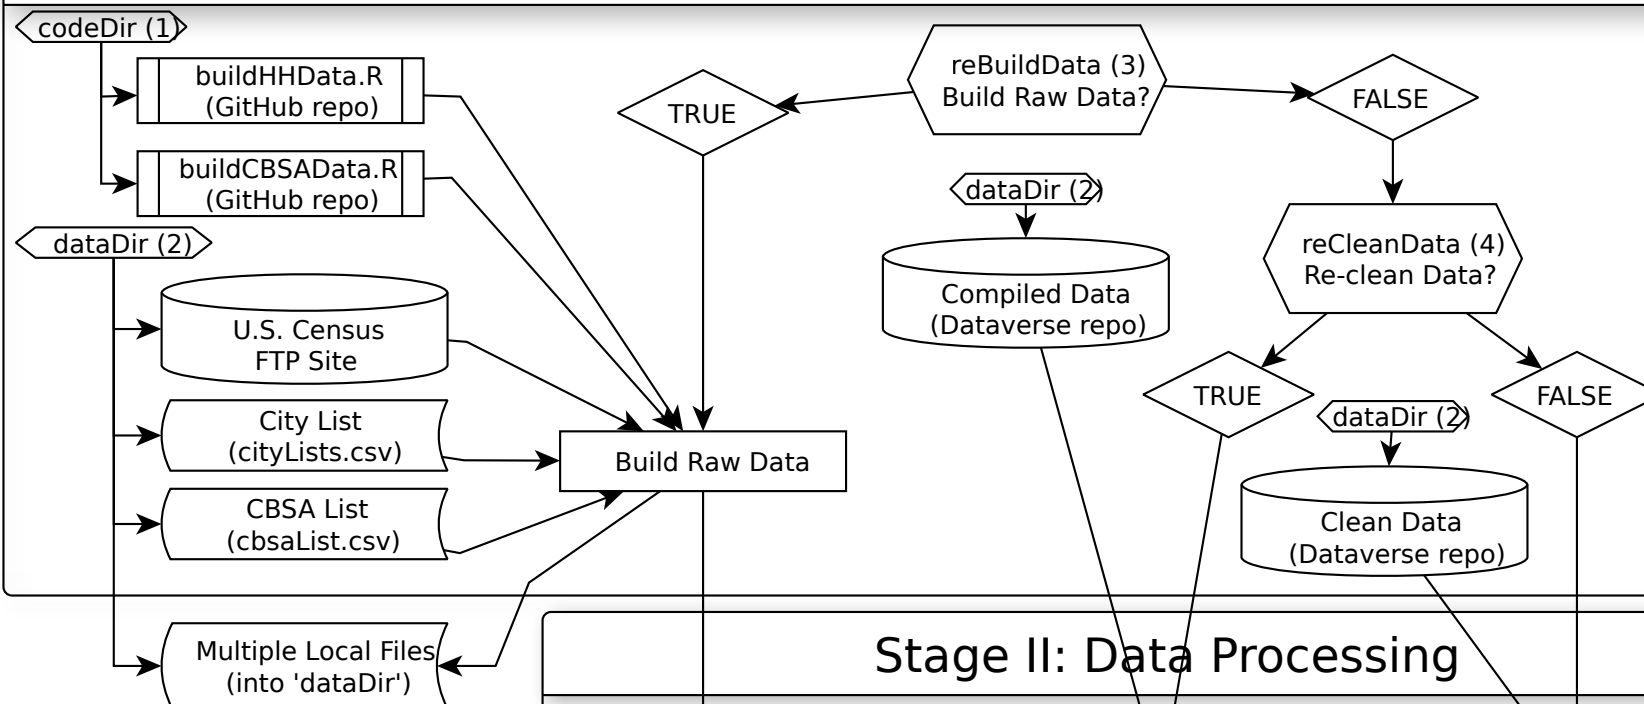 codeDir (1)
buildHHData.R
(GitHub repo)
buildCBSAData.R
(GitHub repo)
dataDir (2)
U.S. Census
FTP Site
City List
(cityLists.csv)
CBSA List
(cbsaList.csv)
Multiple Local Files
(into 'dataDir')
TRUE
Build Raw Data
reBuildData (3)
Build Raw Data?
FALSE
dataDir (2)
Compiled Data
(Dataverse repo)
reCleanData (4)
Re-clean Data?
TRUE
FALSE
dataDir (2)
Clean Data
(Dataverse repo)
Stage II: Data Processing